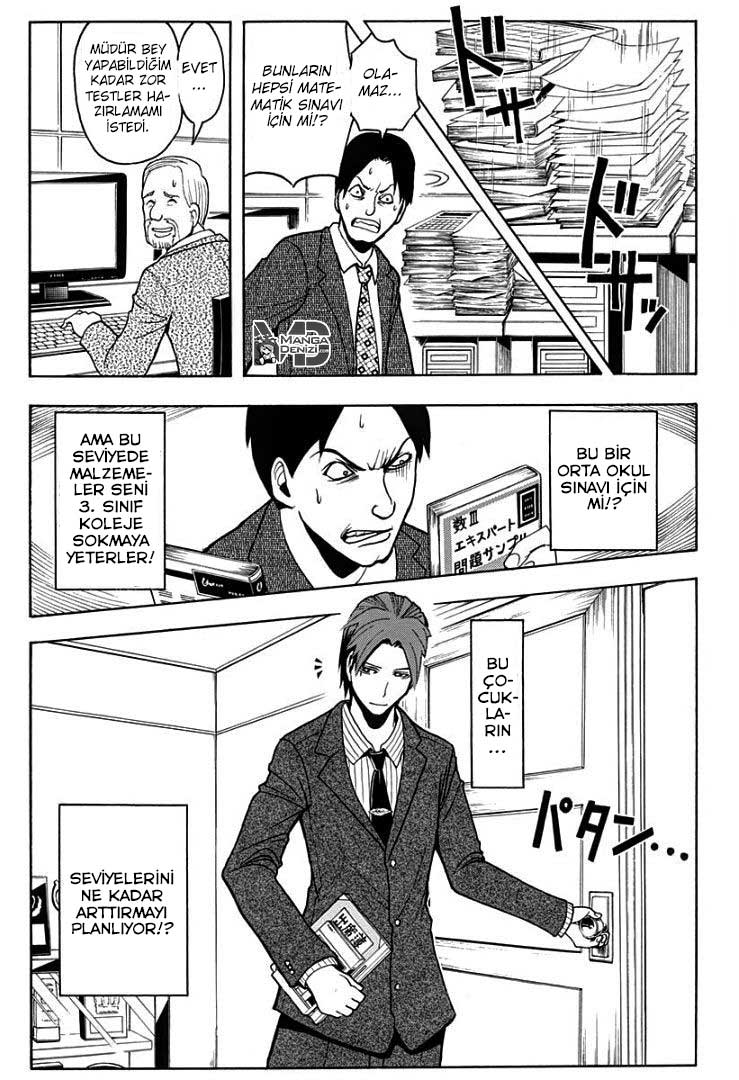 ドサドサ
OLA-
MAZ...
BUNLARIN
HEPSİ MATE-
MATİK SINAVI
İÇİN Mİ!?
MANGA
DENİZİ
EVET
...
MÜDÜR BEY
YAPABİLDİĞİM
KADAR ZOR
TESTLER HA-
ZIRLAMAMI
İSTEDİ.
BU BİR
ORTA OKUL
SINAVI İÇİN
Mİ!?
数Ⅲ
エキスパート
問題サンプル
AMA BU
SEVİYEDE
MALZEME-
LER SENİ
3. SINIF
KOLEJE
SOKMAYA
YETERLER!
BU
ÇO-
CUK-
LARIN
...
パタン...
出席簿
SEVİYELERİNİ
NE KADAR
ARTTIRMAYI
PLANLIYOR!?